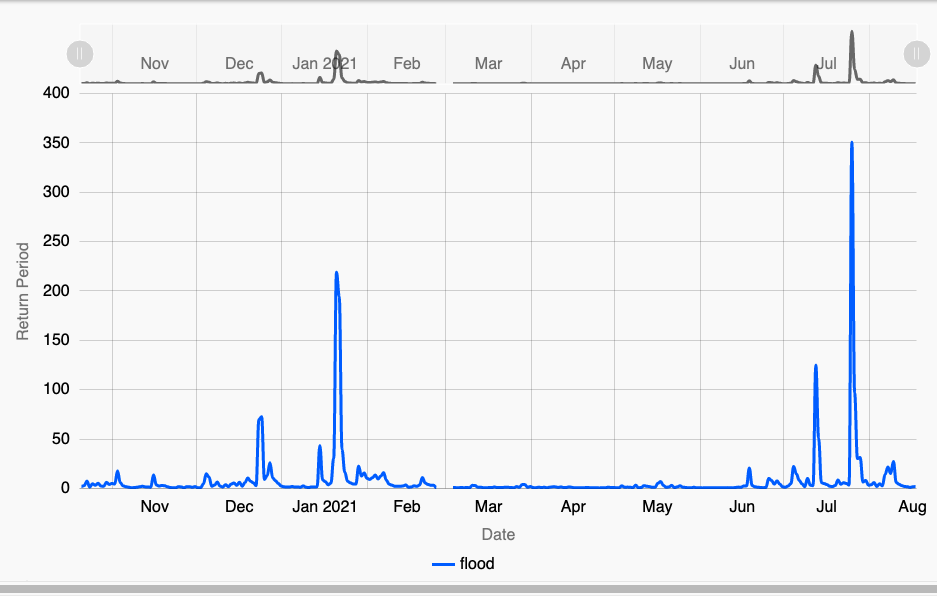 Nov Dec Jan 2021 Feb Mar Apr May Jun Jul
400
350
300
250
200
150
100
50
0
Return Period
Nov Dec Jan 2021 Feb Mar Apr May Jun Jul Aug
Date
flood